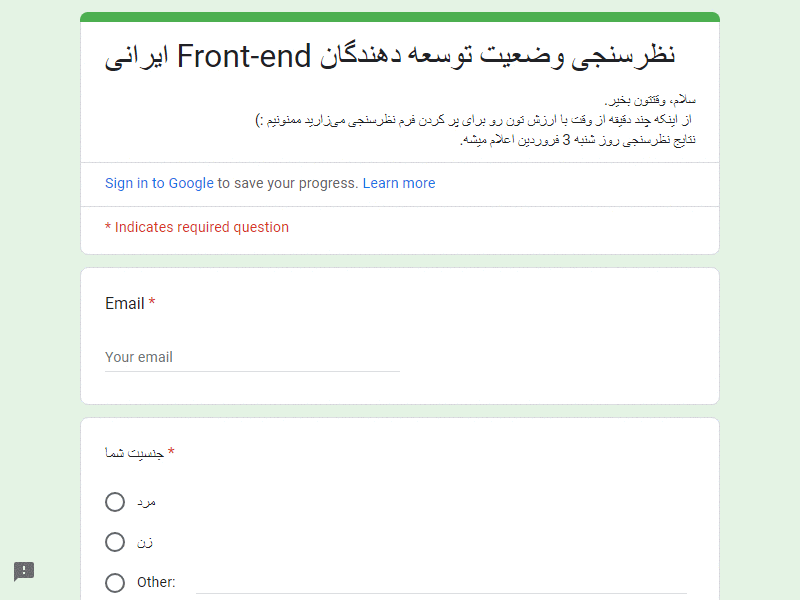 نظرسنجی وضعیت توسعه دهندگان Front-end ایرانی
سلام، وقتتون بخیر.
از اینکه چند دقیقه از وقت با ارزش تون رو برای پر کردن فرم نظرسنجی می‌زارید ممنونیم :)
نتایج نظرسنجی روز شنبه 3 فروردین اعلام میشه.
Sign in to Google to save your progress. Learn more
* Indicates required question
Email *
Your email
جنسیت شما *
مرد
زن
Other: